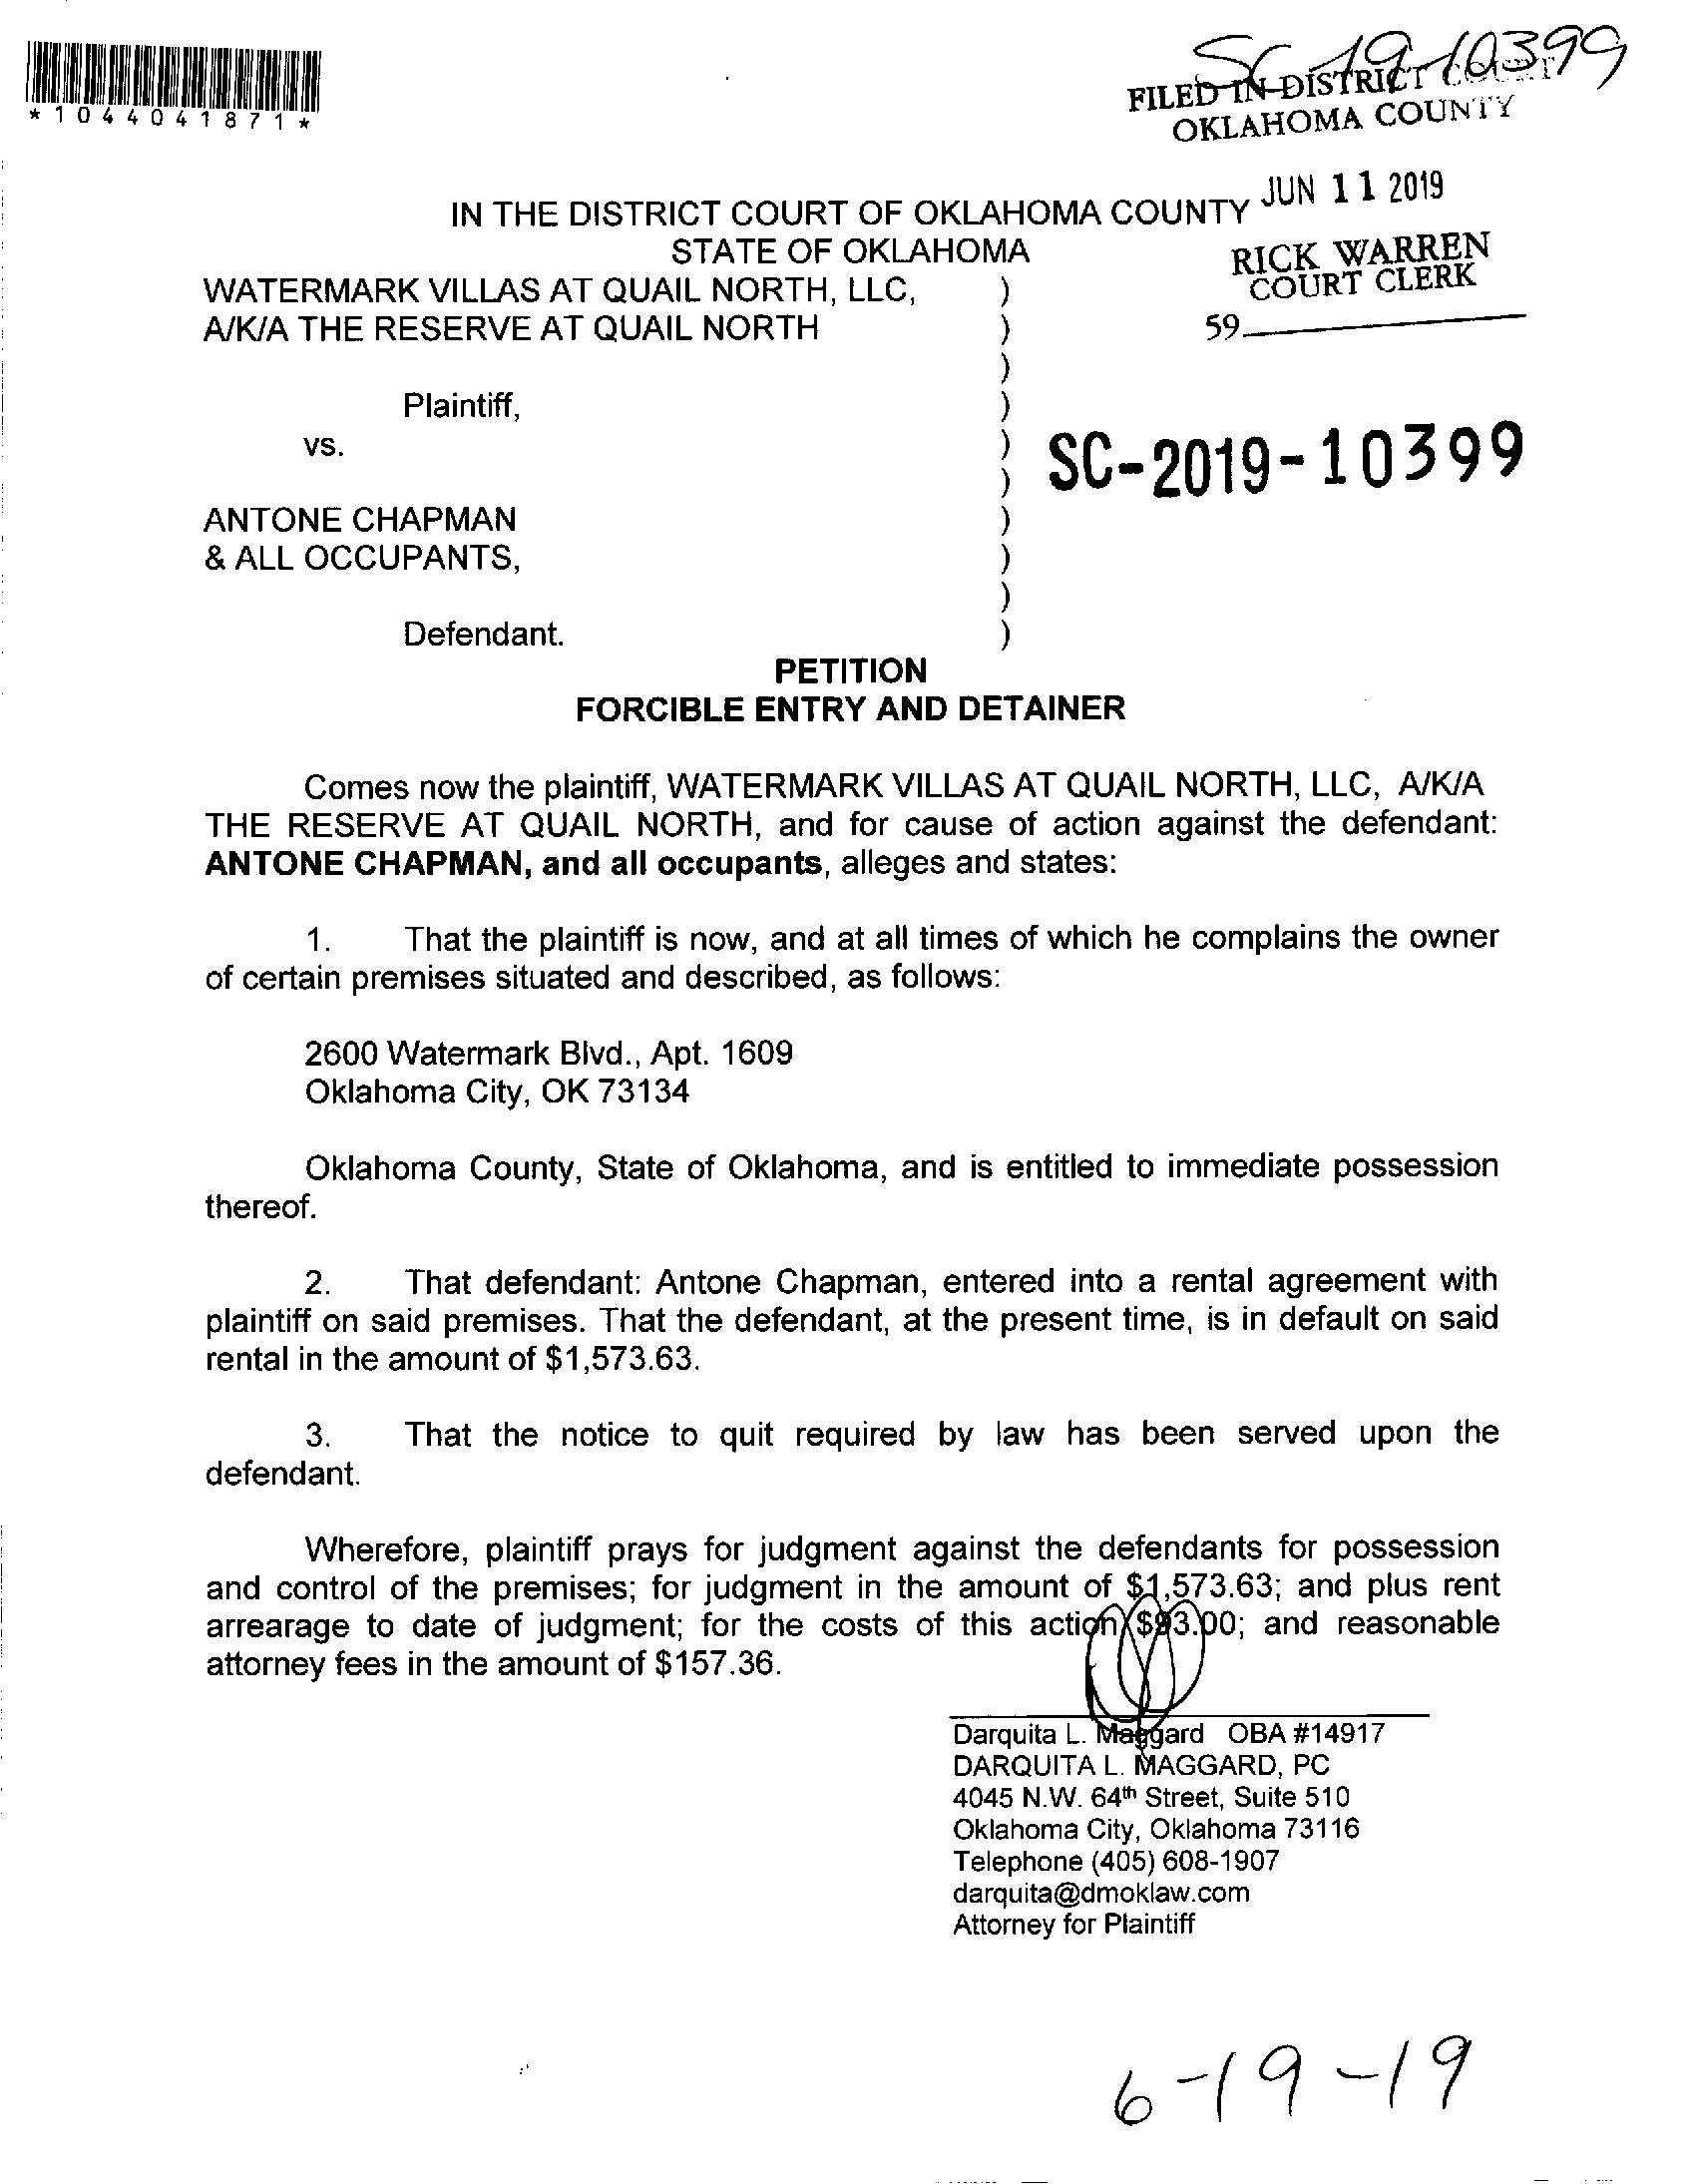 SC-19-10399
*1044041871*
FILED IN DISTRICT COURT
OKLAHOMA COUNTY
JUN 11 2019
IN THE DISTRICT COURT OF OKLAHOMA COUNTY
STATE OF OKLAHOMA
RICK WARREN
COURT CLERK
59
WATERMARK VILLAS AT QUAIL NORTH, LLC, )
A/K/A THE RESERVE AT QUAIL NORTH )
)
Plaintiff, )
vs. )
SC-2019-10399
)
ANTONE CHAPMAN )
& ALL OCCUPANTS, )
)
Defendant. )
PETITION
FORCIBLE ENTRY AND DETAINER
Comes now the plaintiff, WATERMARK VILLAS AT QUAIL NORTH, LLC, A/K/A
THE RESERVE AT QUAIL NORTH, and for cause of action against the defendant:
ANTONE CHAPMAN, and all occupants, alleges and states:
1. That the plaintiff is now, and at all times of which he complains the owner
of certain premises situated and described, as follows:
2600 Watermark Blvd., Apt. 1609
Oklahoma City, OK 73134
Oklahoma County, State of Oklahoma, and is entitled to immediate possession
thereof.
2. That defendant: Antone Chapman, entered into a rental agreement with
plaintiff on said premises. That the defendant, at the present time, is in default on said
rental in the amount of $1,573.63.
3. That the notice to quit required by law has been served upon the
defendant.
Wherefore, plaintiff prays for judgment against the defendants for possession
and control of the premises; for judgment in the amount of $1,573.63; and plus rent
arrearage to date of judgment; for the costs of this action $93.00; and reasonable
attorney fees in the amount of $157.36.
Darquita L. Maggard OBA #14917
DARQUITA L. MAGGARD, PC
4045 N.W. 64th Street, Suite 510
Oklahoma City, Oklahoma 73116
Telephone (405) 608-1907
darquita@dmoklaw.com
Attorney for Plaintiff
6-19-19